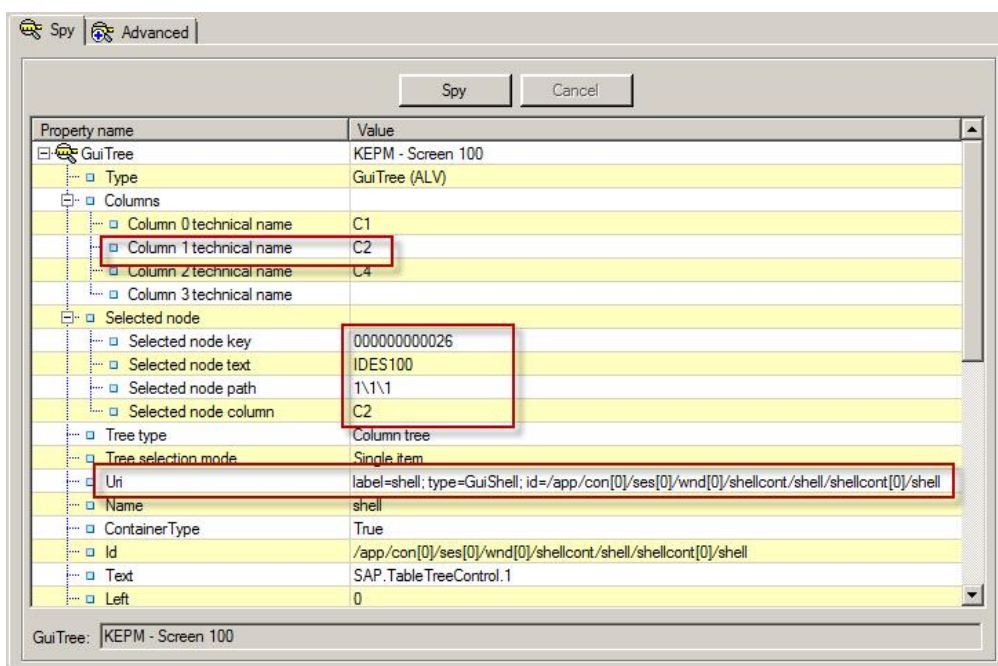 Spy Advanced
Spy Cancel
Property name Value
GuiTree KEPM - Screen 100
Type GuiTree (ALV)
Columns
Column 0 technical name C1
Column 1 technical name C2
Column 2 technical name C4
Column 3 technical name
Selected node
Selected node key 000000000026
Selected node text IDES100
Selected node path 1\1\1
Selected node column C2
Tree type Column tree
Tree selection mode Single item
Uri label=shell; type=GuiShell; id=/app/con[0]/ses[0]/wnd[0]/shellcont/shell/shellcont[0]/shell
Name shell
ContainerType True
Id /app/con[0]/ses[0]/wnd[0]/shellcont/shell/shellcont[0]/shell
Text SAP.TableTreeControl.1
Left 0
GuiTree: KEPM - Screen 100